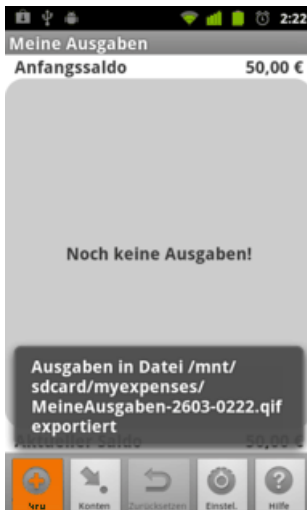 2:22
Meine Ausgaben
Anfangssaldo 50,00 €
Noch keine Ausgaben!
Ausgaben in Datei /mnt/
sdcard/myexpenses/
MeineAusgaben-2603-0222.qif
exportiert
Aktueller Saldo 50,00 €
Neu Konten Zurücksetzen Einstel. Hilfe